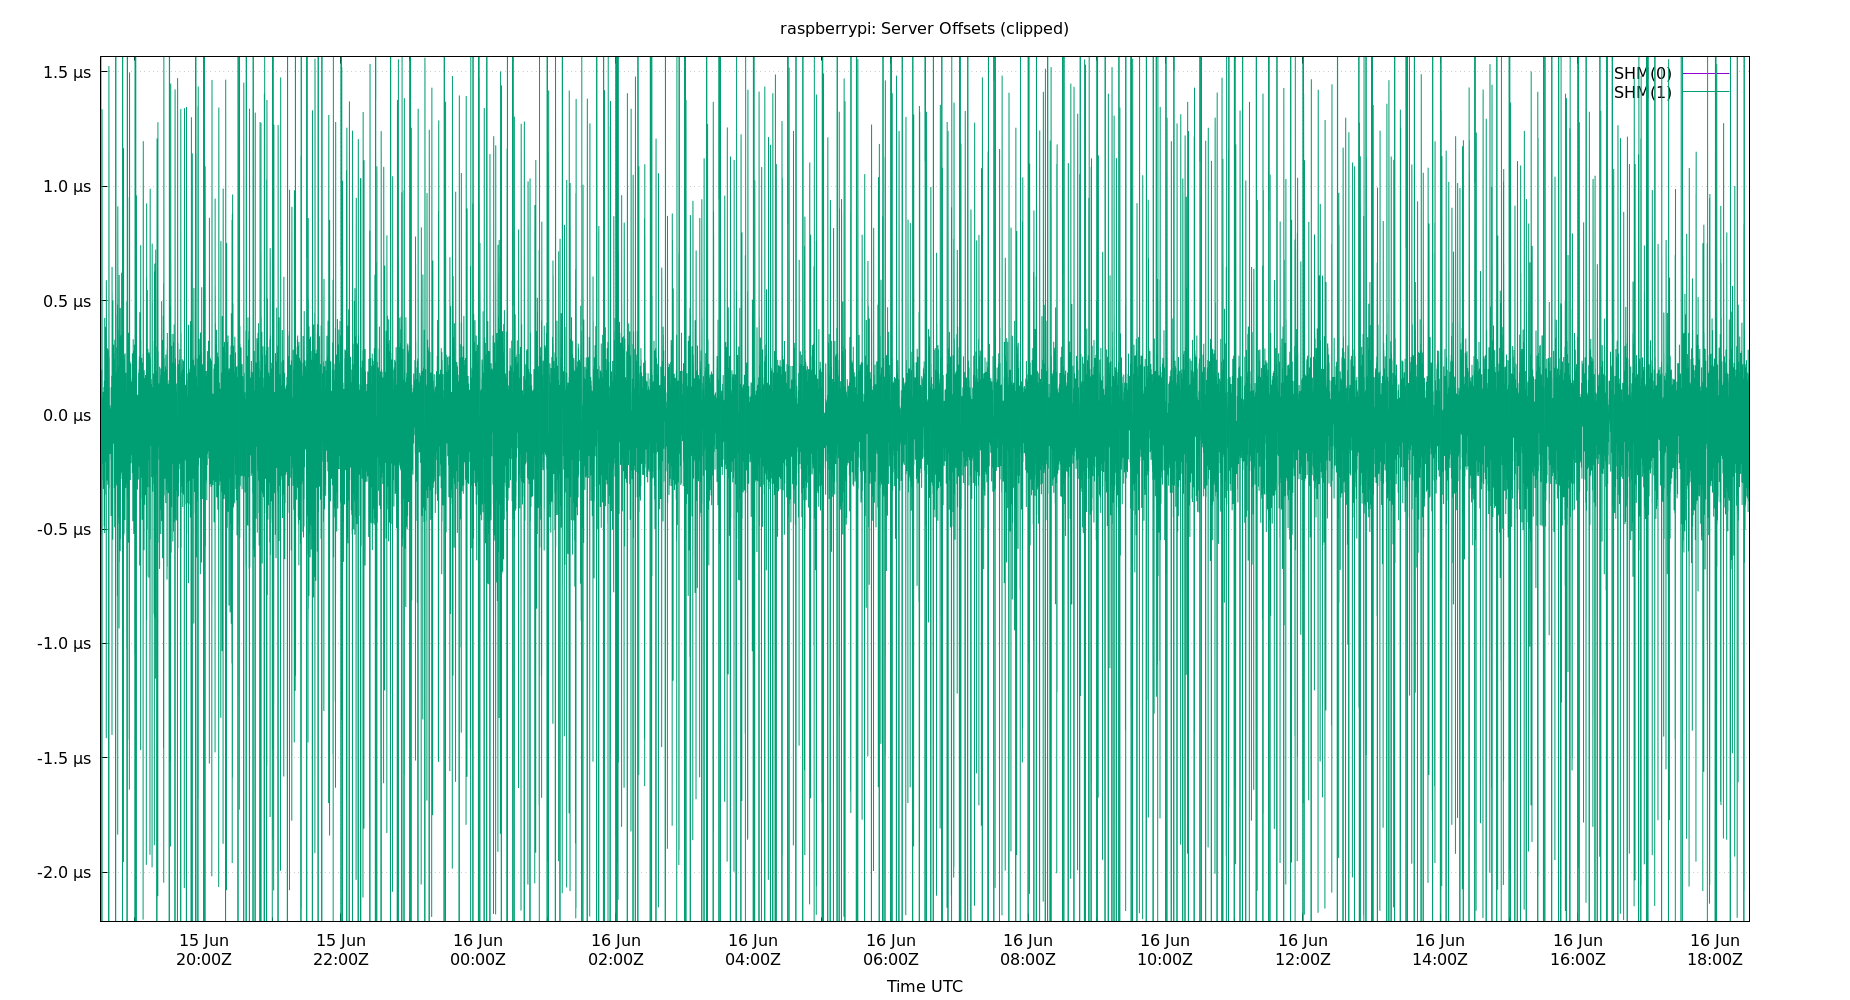 raspberrypi: Server Offsets (clipped)
SHM(0)
SHM(1)
1.5 µs
1.0 µs
0.5 µs
0.0 µs
-0.5 µs
-1.0 µs
-1.5 µs
-2.0 µs
15 Jun 15 Jun 16 Jun 16 Jun 16 Jun 16 Jun 16 Jun 16 Jun 16 Jun 16 Jun 16 Jun 16 Jun
20:00Z 22:00Z 00:00Z 02:00Z 04:00Z 06:00Z 08:00Z 10:00Z 12:00Z 14:00Z 16:00Z 18:00Z
Time UTC